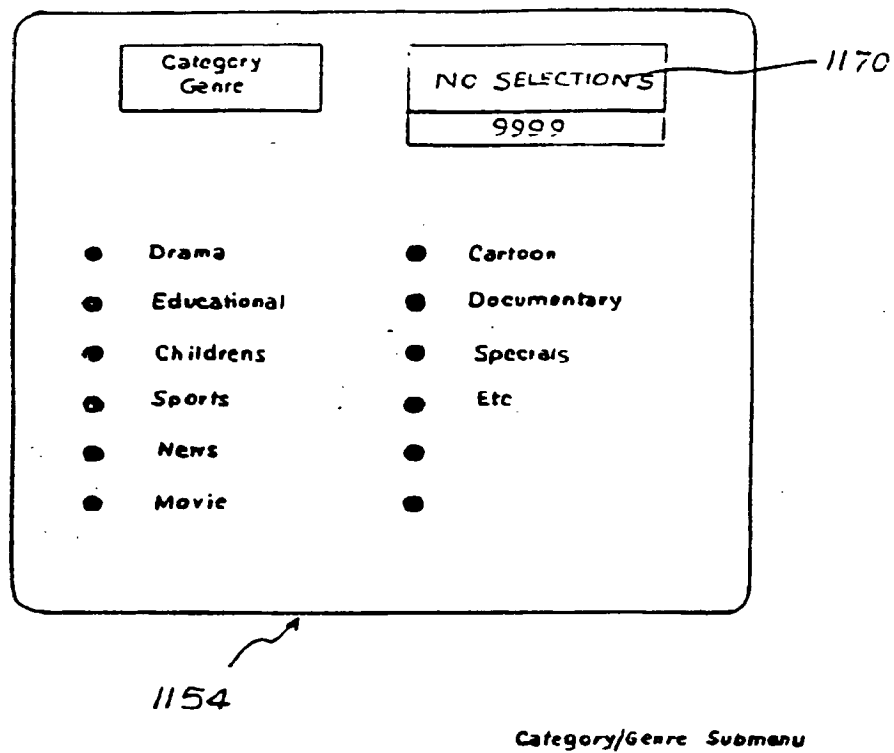 Category
Genre
NO SELECTIONS
1170
9999
Drama
Educational
Childrens
Sports
News
Movie
Cartoon
Documentary
Specials
Etc
1154
Category/Genre Submenu